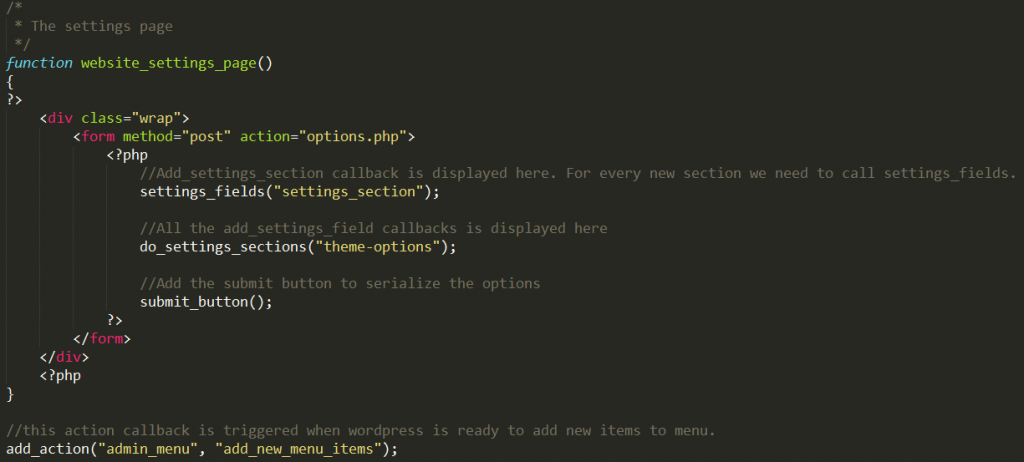 /*
 * The settings page
 */
function website_settings_page()
{
?>
    <div class="wrap">
        <form method="post" action="options.php">
            <?php
                //Add_settings_section callback is displayed here. For every new section we need to call settings_fields.
                settings_fields("settings_section");

                //All the add_settings_field callbacks is displayed here
                do_settings_sections("theme-options");

                //Add the submit button to serialize the options
                submit_button();
            ?>
        </form>
    </div>
    <?php
}

//this action callback is triggered when wordpress is ready to add new items to menu.
add_action("admin_menu", "add_new_menu_items");